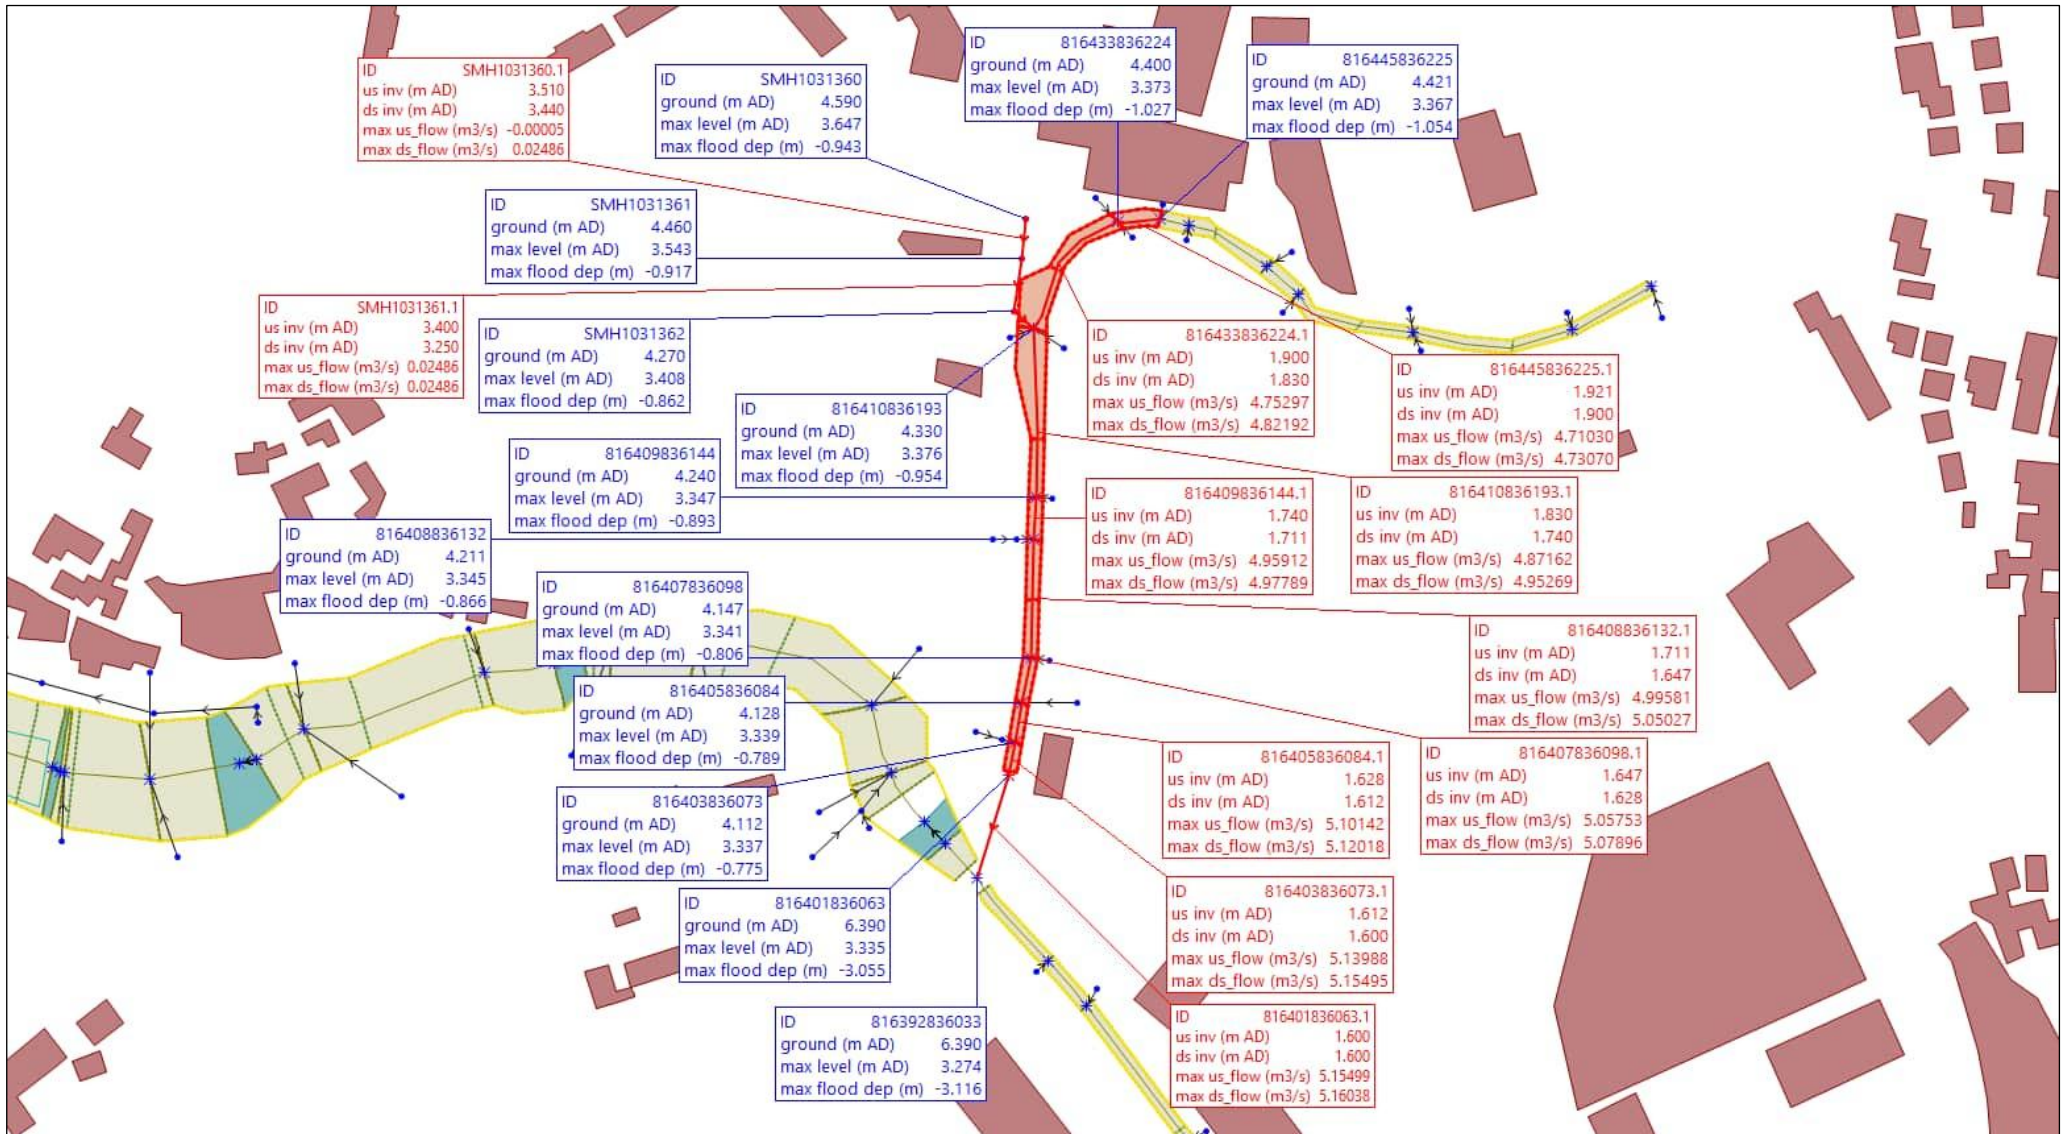 ID 816433836224
ground (m AD) 4.400
max level (m AD) 3.373
max flood dep (m) -1.027
ID 816445836225
ground (m AD) 4.421
max level (m AD) 3.367
max flood dep (m) -1.054
ID SMH1031360.1
us inv (m AD) 3.510
ds inv (m AD) 3.440
max us_flow (m3/s) -0.00005
max ds_flow (m3/s) 0.02486
ID SMH1031360
ground (m AD) 4.590
max level (m AD) 3.647
max flood dep (m) -0.943
ID SMH1031361
ground (m AD) 4.460
max level (m AD) 3.543
max flood dep (m) -0.917
ID SMH1031361.1
us inv (m AD) 3.400
ds inv (m AD) 3.250
max us_flow (m3/s) 0.02486
max ds_flow (m3/s) 0.02486
ID SMH1031362
ground (m AD) 4.270
max level (m AD) 3.408
max flood dep (m) -0.862
ID 816433836224.1
us inv (m AD) 1.900
ds inv (m AD) 1.830
max us_flow (m3/s) 4.75297
max ds_flow (m3/s) 4.82192
ID 816445836225.1
us inv (m AD) 1.921
ds inv (m AD) 1.900
max us_flow (m3/s) 4.71030
max ds_flow (m3/s) 4.73070
ID 816410836193
ground (m AD) 4.330
max level (m AD) 3.376
max flood dep (m) -0.954
ID 816409836144
ground (m AD) 4.240
max level (m AD) 3.347
max flood dep (m) -0.893
ID 816409836144.1
us inv (m AD) 1.740
ds inv (m AD) 1.711
max us_flow (m3/s) 4.95912
max ds_flow (m3/s) 4.97789
ID 816410836193.1
us inv (m AD) 1.830
ds inv (m AD) 1.740
max us_flow (m3/s) 4.87162
max ds_flow (m3/s) 4.95269
ID 816408836132
ground (m AD) 4.211
max level (m AD) 3.345
max flood dep (m) -0.866
ID 816407836098
ground (m AD) 4.147
max level (m AD) 3.341
max flood dep (m) -0.806
ID 816408836132.1
us inv (m AD) 1.711
ds inv (m AD) 1.647
max us_flow (m3/s) 4.99581
max ds_flow (m3/s) 5.05027
ID 816405836084
ground (m AD) 4.128
max level (m AD) 3.339
max flood dep (m) -0.789
ID 816405836084.1
us inv (m AD) 1.628
ds inv (m AD) 1.612
max us_flow (m3/s) 5.10142
max ds_flow (m3/s) 5.12018
ID 816407836098.1
us inv (m AD) 1.647
ds inv (m AD) 1.628
max us_flow (m3/s) 5.05753
max ds_flow (m3/s) 5.07896
ID 816403836073
ground (m AD) 4.112
max level (m AD) 3.337
max flood dep (m) -0.775
ID 816401836063
ground (m AD) 6.390
max level (m AD) 3.335
max flood dep (m) -3.055
ID 816403836073.1
us inv (m AD) 1.612
ds inv (m AD) 1.600
max us_flow (m3/s) 5.13988
max ds_flow (m3/s) 5.15495
ID 816392836033
ground (m AD) 6.390
max level (m AD) 3.274
max flood dep (m) -3.116
ID 816401836063.1
us inv (m AD) 1.600
ds inv (m AD) 1.600
max us_flow (m3/s) 5.15499
max ds_flow (m3/s) 5.16038